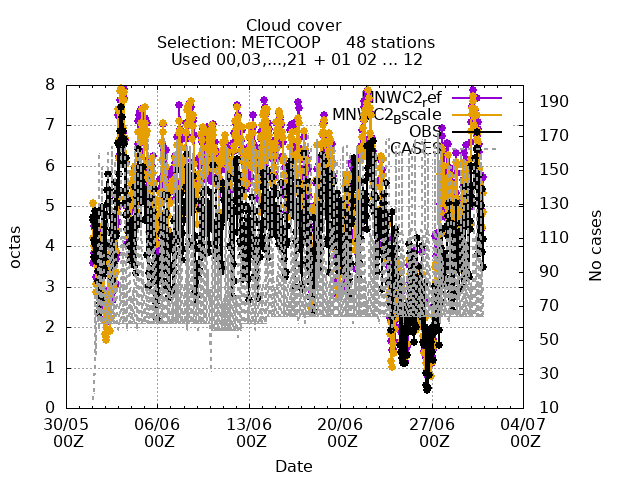 Cloud cover
Selection: METCOOP 48 stations
Used 00,03,...,21 + 01 02 ... 12
MNWC2_ref
MNWC2_Bscale
OBS
CASES
8
7
6
5
4
3
2
1
0
octas
190
170
150
130
110
90
70
50
30
10
No cases
30/05 06/06 13/06 20/06 27/06 04/07
00Z 00Z 00Z 00Z 00Z 00Z
Date